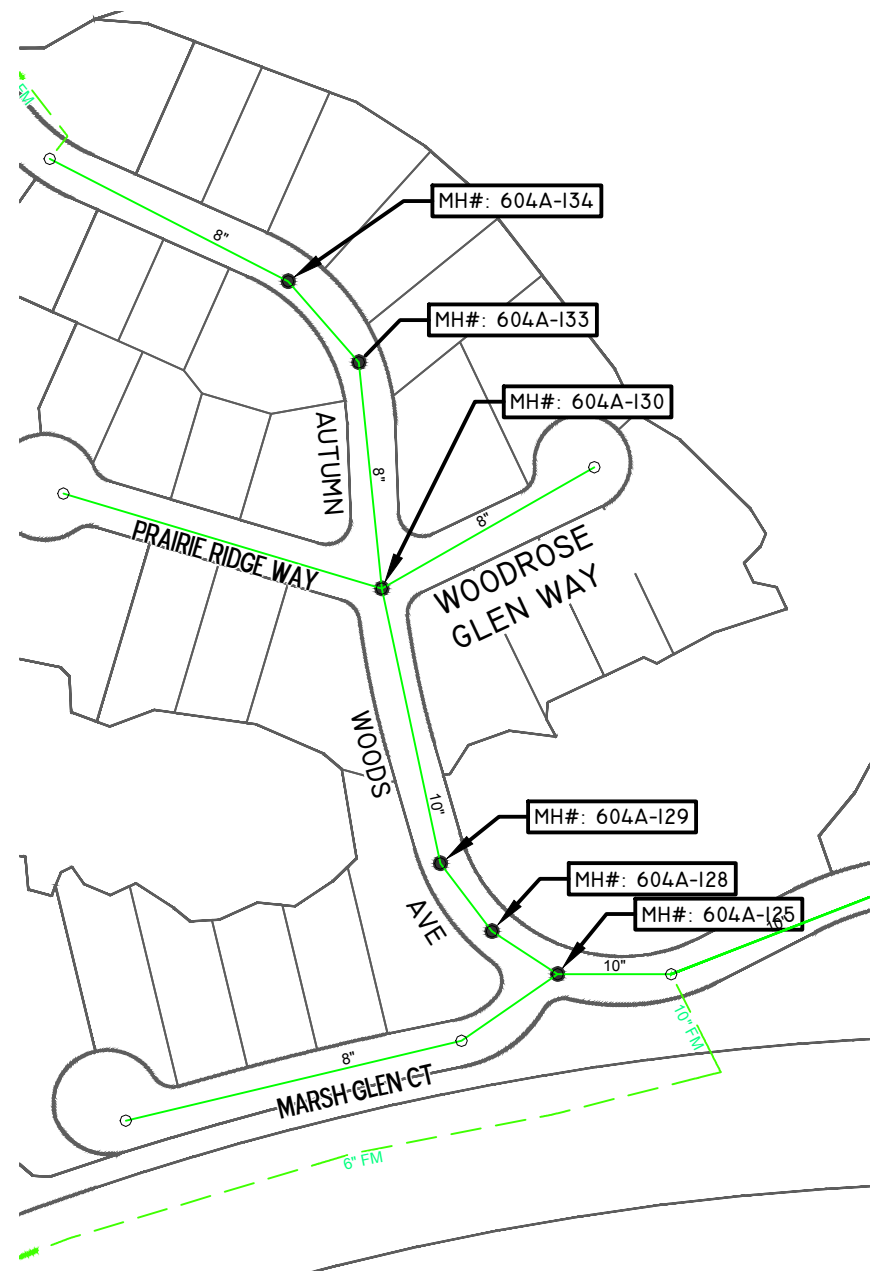 FM
MH#: 604A-134
8"
MH#: 604A-133
MH#: 604A-130
AUTUMN
8"
8"
PRAIRIE RIDGE WAY
WOODROSE
GLEN WAY
WOODS
10"
MH#: 604A-129
MH#: 604A-128
AVE
MH#: 604A-125
10"
10"
10" FM
8"
MARSH GLEN CT
6" FM